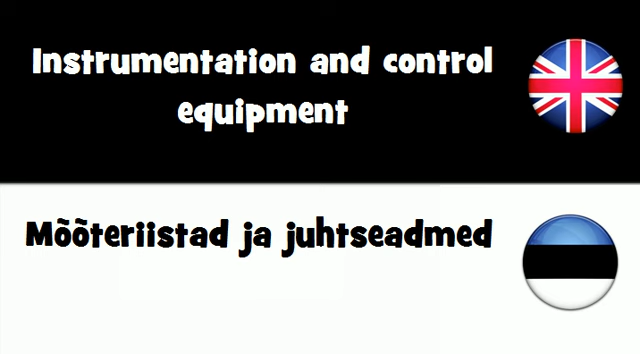 Instrumentation and control
equipment
Mõõteriistad ja juhtseadmed